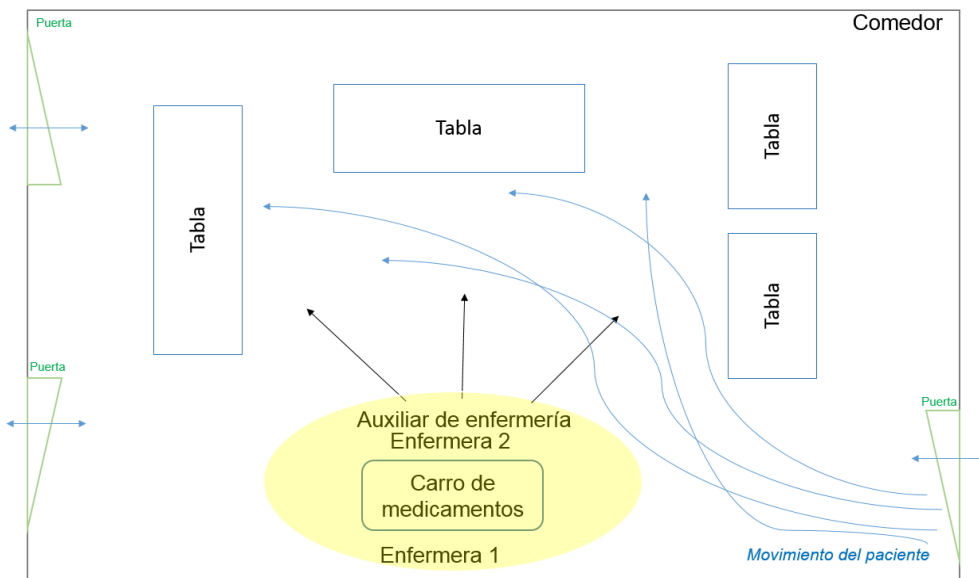 Puerta
Comedor
Tabla
Tabla
Tabla
Tabla
Puerta
Puerta
Auxiliar de enfermería
Enfermera 2
Carro de
medicamentos
Enfermera 1
Movimiento del paciente